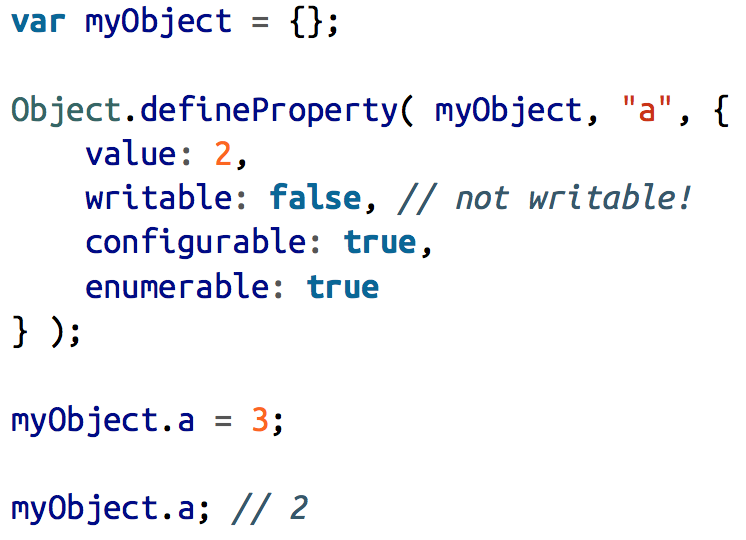 var myObject = {};

Object.defineProperty( myObject, "a", {
    value: 2,
    writable: false, // not writable!
    configurable: true,
    enumerable: true
} );

myObject.a = 3;

myObject.a; // 2